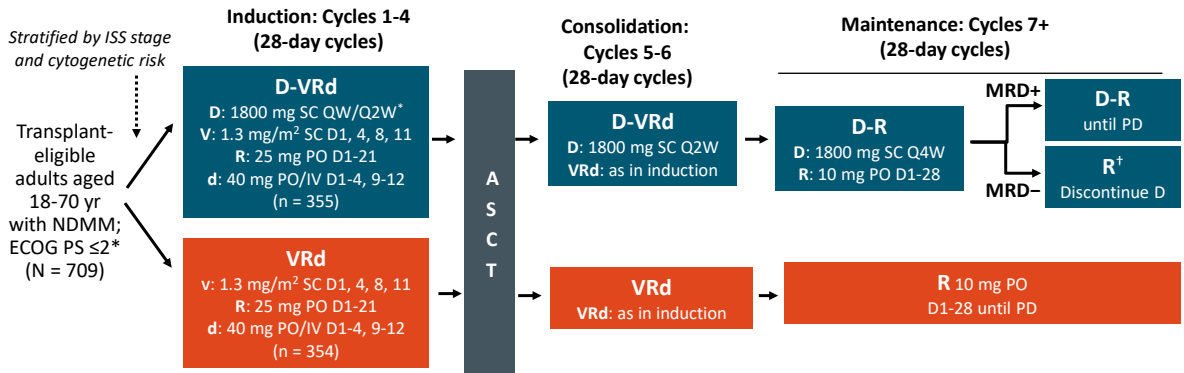 Stratified by ISS stage
and cytogenetic risk
Transplant-
eligible
adults aged
18-70 yr
with NDMM;
ECOG PS ≤2*
(N = 709)
Induction: Cycles 1-4
(28-day cycles)
D-VRd
D: 1800 mg SC QW/Q2W*
V: 1.3 mg/m² SC D1, 4, 8, 11
R: 25 mg PO D1-21
d: 40 mg PO/IV D1-4, 9-12
(n = 355)
VRd
v: 1.3 mg/m² SC D1, 4, 8, 11
R: 25 mg PO D1-21
d: 40 mg PO/IV D1-4, 9-12
(n = 354)
A
S
C
T
Consolidation:
Cycles 5-6
(28-day cycles)
D-VRd
D: 1800 mg SC Q2W
VRd: as in induction
VRd
VRd: as in induction
Maintenance: Cycles 7+
(28-day cycles)
D-R
D: 1800 mg SC Q4W
R: 10 mg PO D1-28
MRD+
D-R
until PD
MRD−
R†
Discontinue D
R 10 mg PO
D1-28 until PD